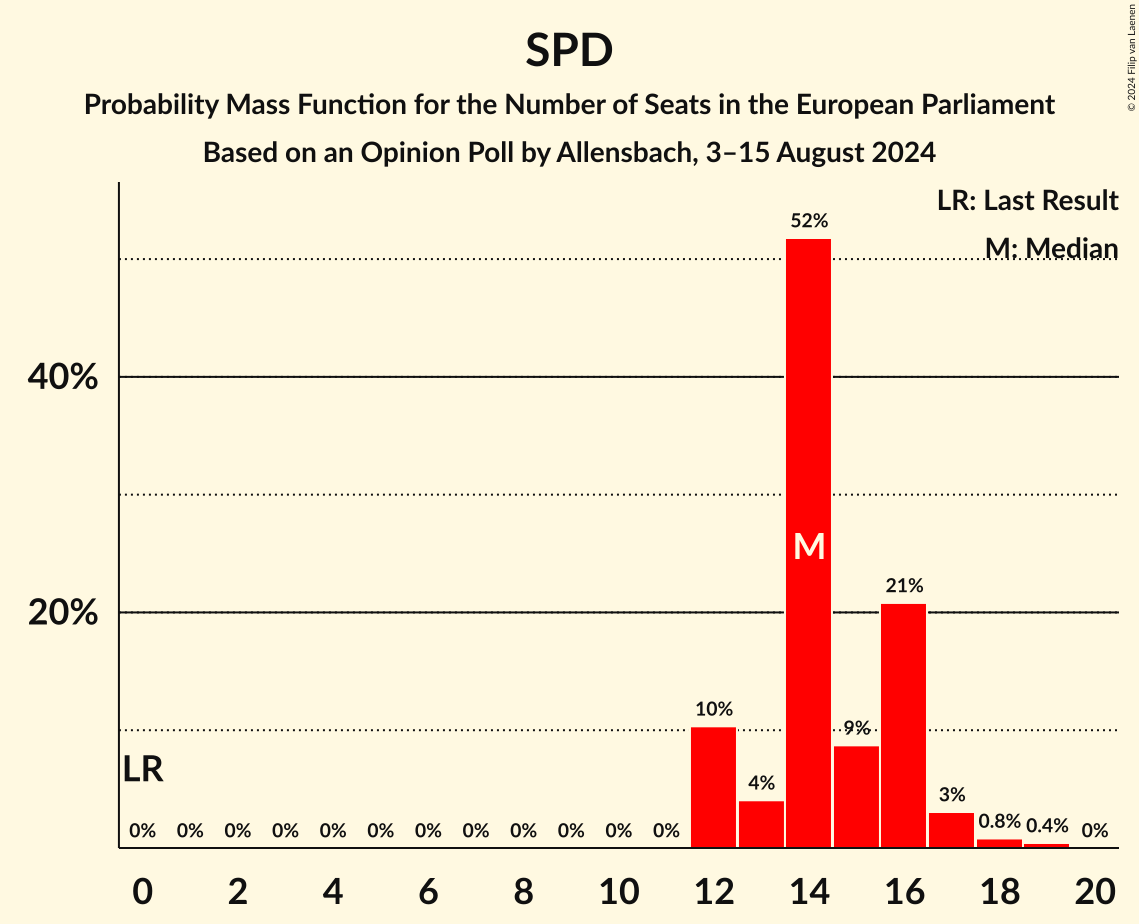 SPD
Probability Mass Function for the Number of Seats in the European Parliament
Based on an Opinion Poll by Allensbach, 3–15 August 2024
© 2024 Filip van Laenen
LR: Last Result
M: Median
52%
40%
M
21%
20%
10%
9%
LR
4%
3%
0% 0% 0% 0% 0% 0% 0% 0% 0% 0% 0% 0% 0.8% 0.4% 0%
0 2 4 6 8 10 12 14 16 18 20